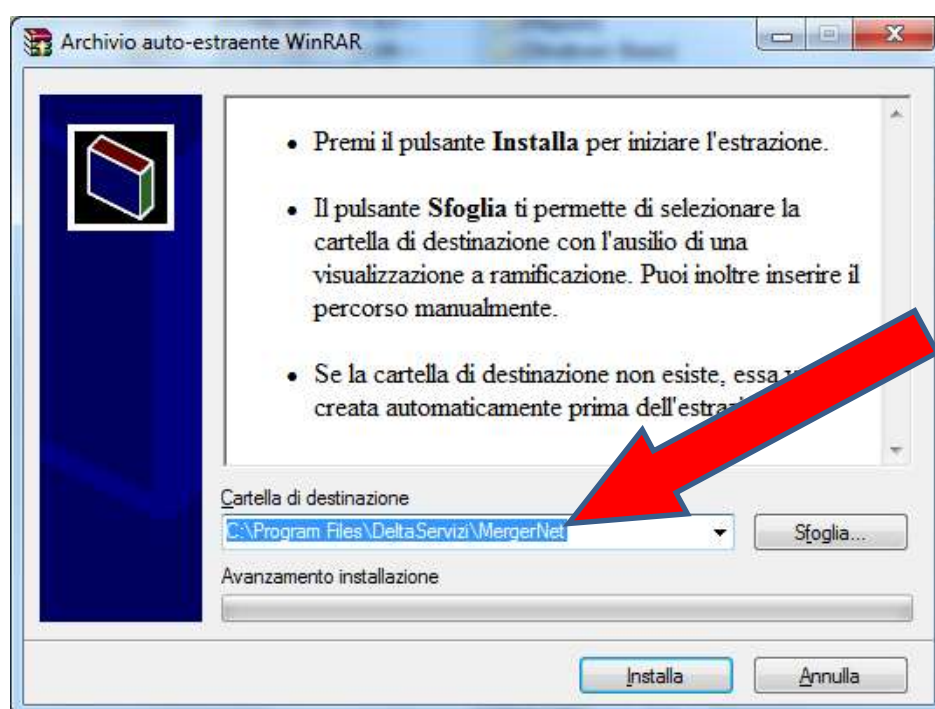 Archivio auto-estraente WinRAR
Premi il pulsante Installa per iniziare l'estrazione.
Il pulsante Sfoglia ti permette di selezionare la
cartella di destinazione con l'ausilio di una
visualizzazione a ramificazione. Puoi inoltre inserire il
percorso manualmente.
Se la cartella di destinazione non esiste, essa
creata automaticamente prima
Cartella di destinazione
C:\Program Files\DeltaServizi\MergerNet
Sfoglia...
Avanzamento installazione
Installa
Annulla